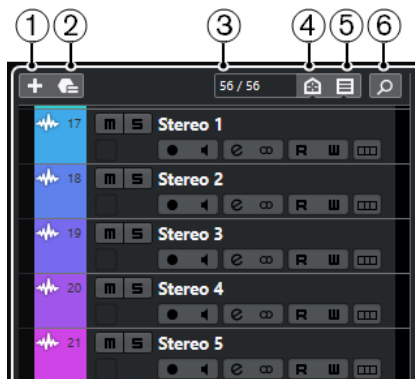 1 2 3 4 5 6
56 / 56
17 m S Stereo 1
e R W
18 m S Stereo 2
e R W
19 m S Stereo 3
e R W
20 m S Stereo 4
e R W
21 m S Stereo 5
e R W